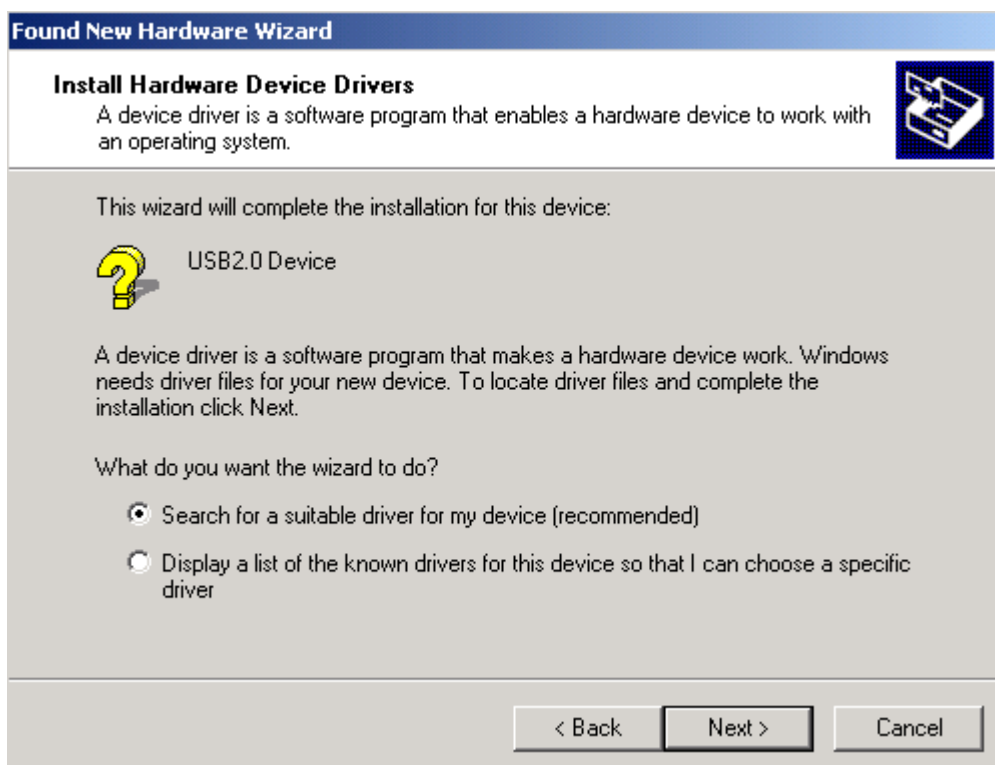 Found New Hardware Wizard
Install Hardware Device Drivers
A device driver is a software program that enables a hardware device to work with
an operating system.
This wizard will complete the installation for this device:
USB2.0 Device
A device driver is a software program that makes a hardware device work. Windows
needs driver files for your new device. To locate driver files and complete the
installation click Next.
What do you want the wizard to do?
Search for a suitable driver for my device (recommended)
Display a list of the known drivers for this device so that I can choose a specific
driver
< Back Next > Cancel